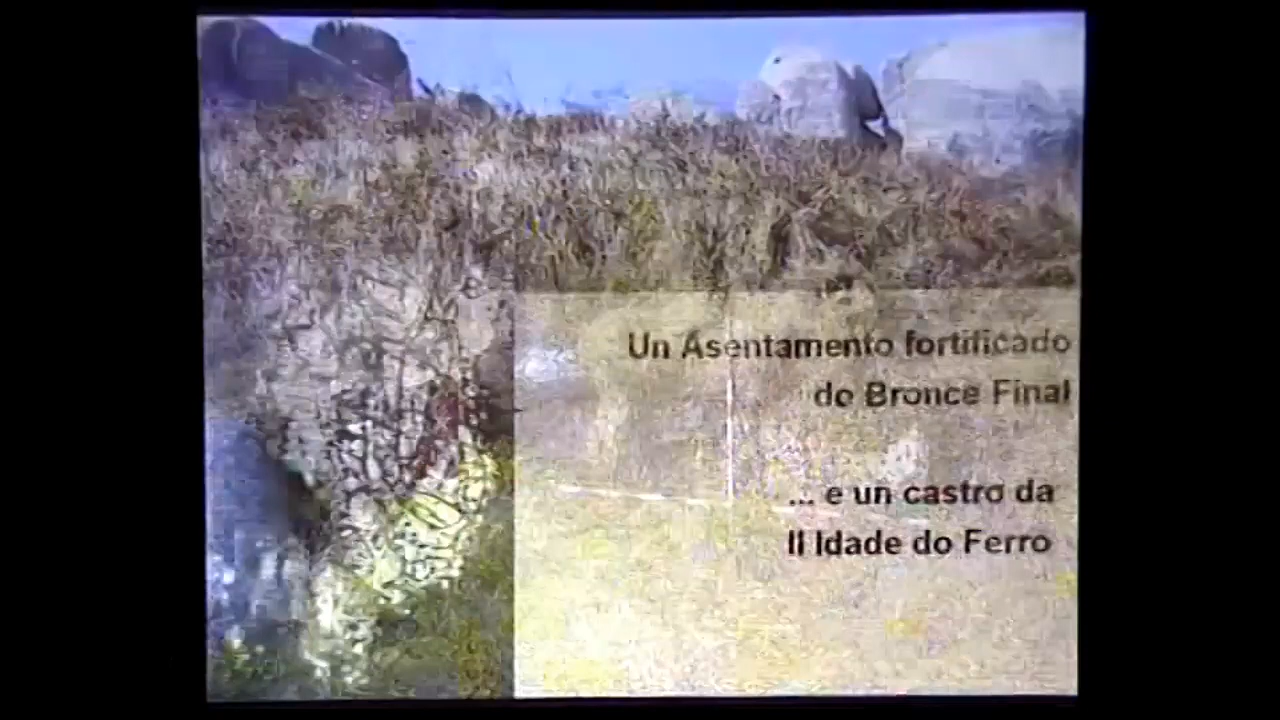 Un Asentamento fortificado
do Bronce Final
... e un castro da
II Idade do Ferro